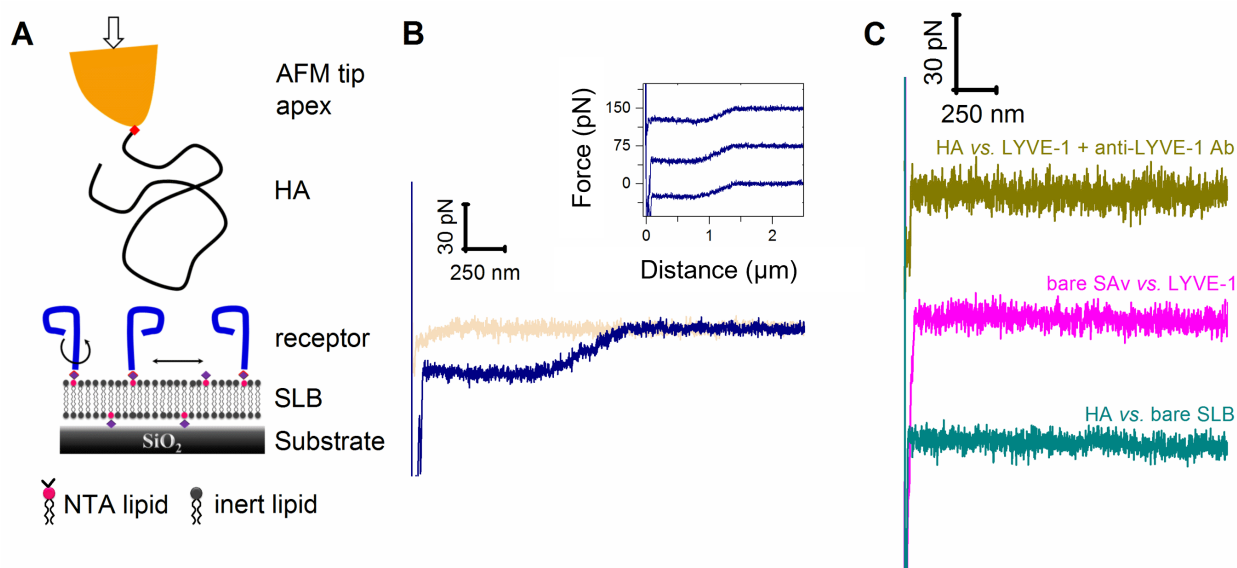 A
AFM tip
apex
HA
receptor
SLB
Substrate
SiO₂
NTA lipid
inert lipid
B
30 pN
250 nm
Force (pN)
150
75
0
0
1
2
Distance (µm)
C
30 pN
250 nm
HA vs. LYVE-1 + anti-LYVE-1 Ab
bare SAv vs. LYVE-1
HA vs. bare SLB